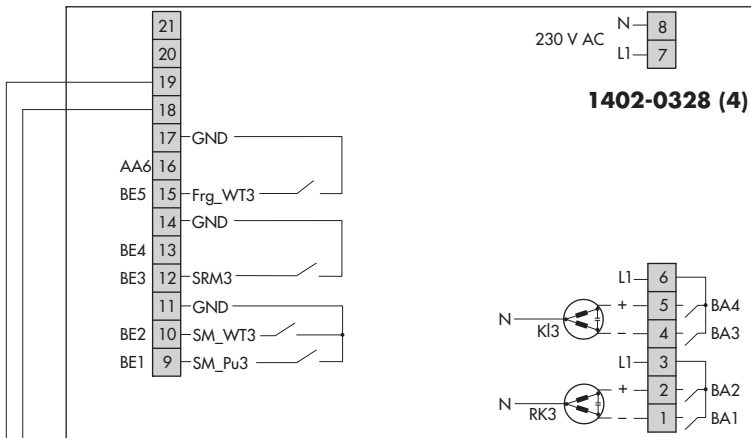 21
20
19
18
17 GND
AA6 16
BE5 15 Frg_WT3
14 GND
BE4 13
BE3 12 SRM3
11 GND
BE2 10 SM_WT3
BE1 9 SM_Pu3
230 V AC
N 8
L1 7
1402-0328 (4)
L1 6
+ 5 BA4
N Kl3
− 4 BA3
L1 3
+ 2 BA2
N RK3
− 1 BA1